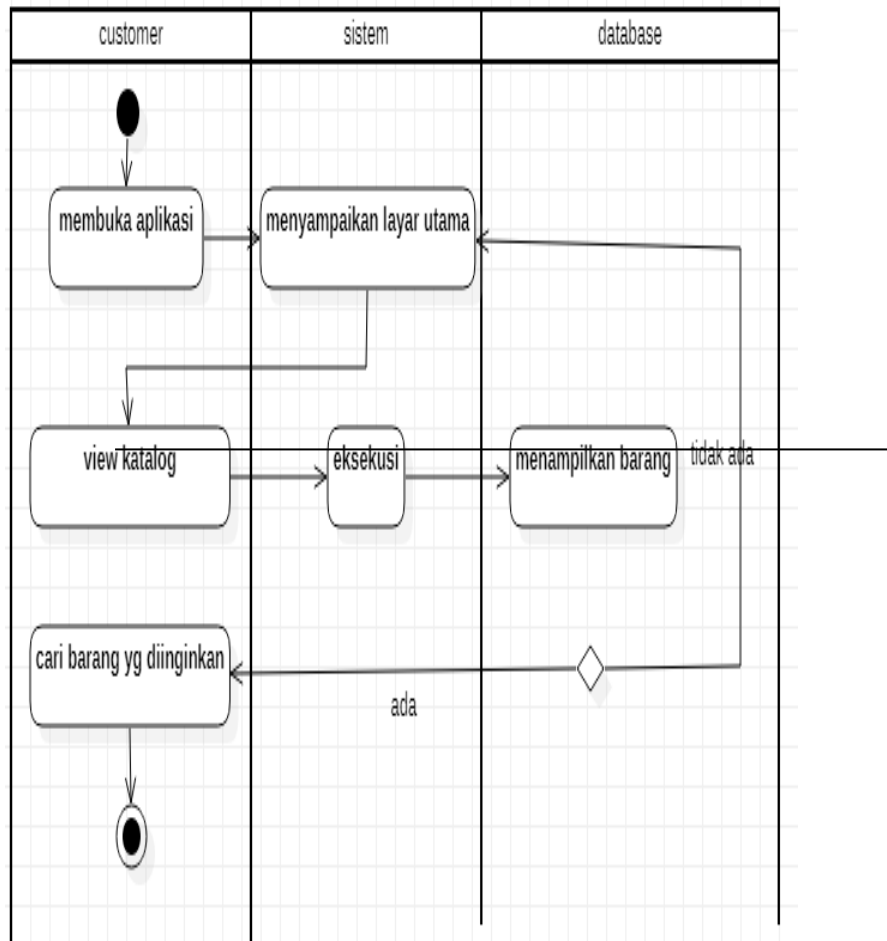 customer
sistem
database
membuka aplikasi
menyampaikan layar utama
view katalog
eksekusi
menampilkan barang
tidak ada
cari barang yg diinginkan
ada